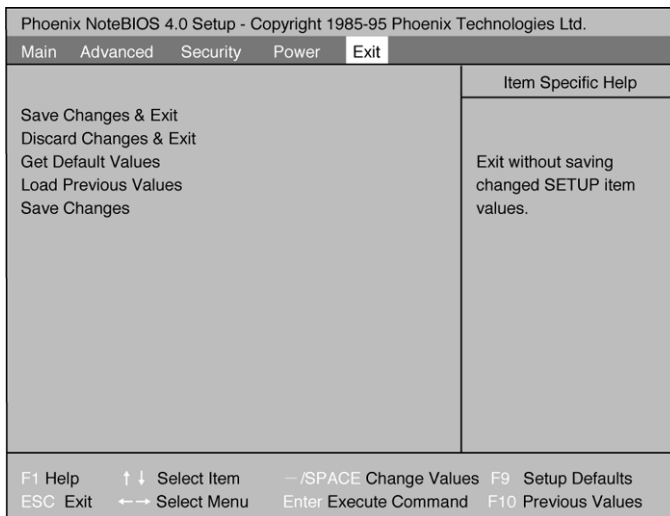 Phoenix NoteBIOS 4.0 Setup - Copyright 1985-95 Phoenix Technologies Ltd.
Main Advanced Security Power Exit
Item Specific Help
Save Changes & Exit
Discard Changes & Exit
Get Default Values
Load Previous Values
Save Changes
Exit without saving
changed SETUP item
values.
F1 Help ↑ ↓ Select Item –/SPACE Change Values F9 Setup Defaults
ESC Exit ←→ Select Menu Enter Execute Command F10 Previous Values